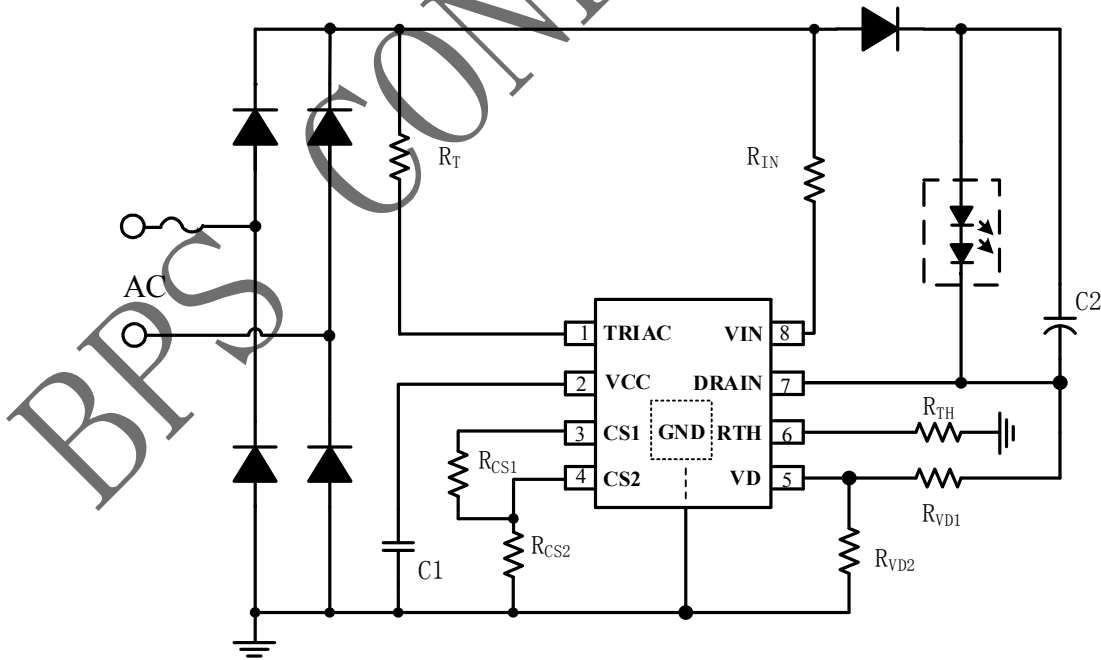 BPS CONF
R_T
R_IN
AC
C2
1 TRIAC VIN 8
2 VCC DRAIN 7
R_TH
3 CS1 GND RTH 6
R_CS1
4 CS2 VD 5
R_VD1
R_CS2
R_VD2
C1